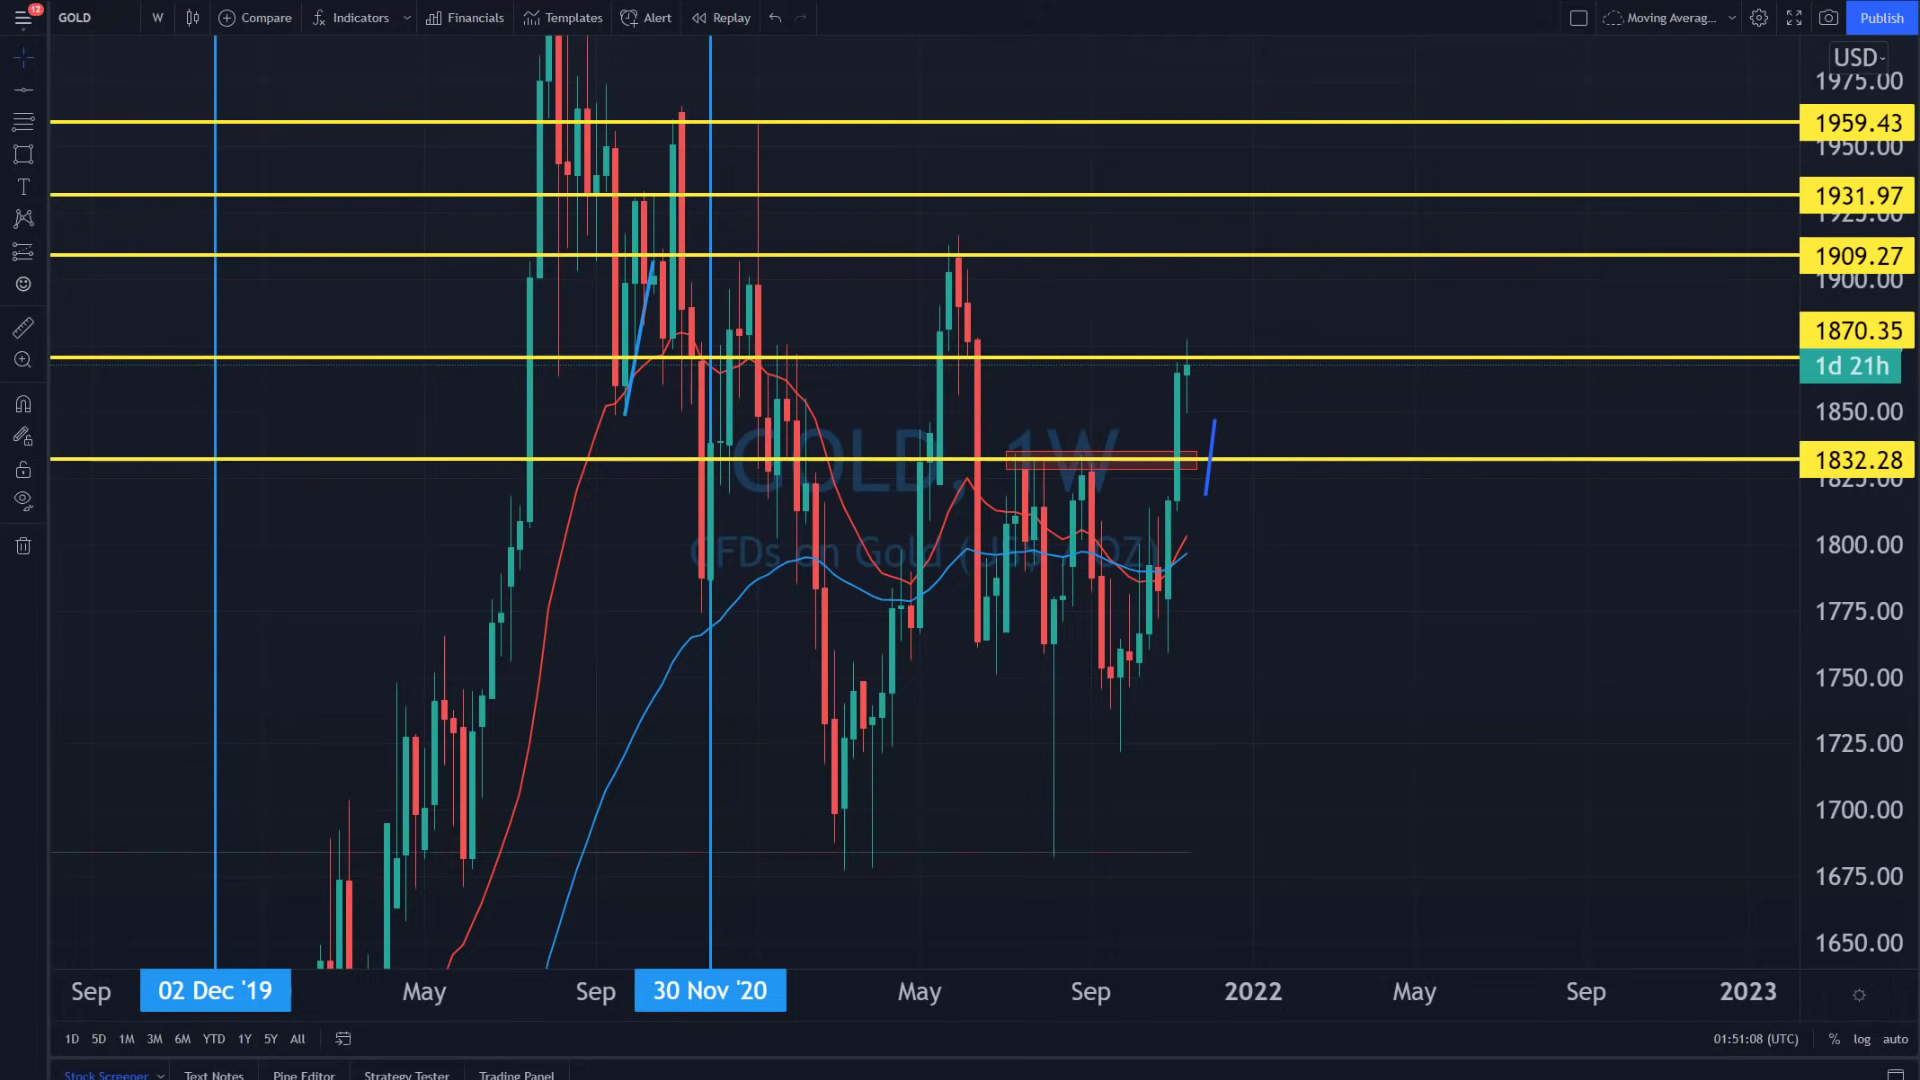 12
GOLD W Compare Indicators Financials Templates Alert Replay Moving Averag... Publish
USD
1975.00
1959.43
1950.00
1931.97
1925.00
1909.27
1900.00
1870.35
1d 21h
1850.00
1832.28
1825.00
1800.00
1775.00
1750.00
1725.00
1700.00
1675.00
1650.00
GOLD, 1W
CFDs on Gold (US$ / OZ)
Sep 02 Dec '19 May Sep 30 Nov '20 May Sep 2022 May Sep 2023
1D 5D 1M 3M 6M YTD 1Y 5Y All 01:51:08 (UTC) % log auto
Stock Screener Text Notes Pine Editor Strategy Tester Trading Panel